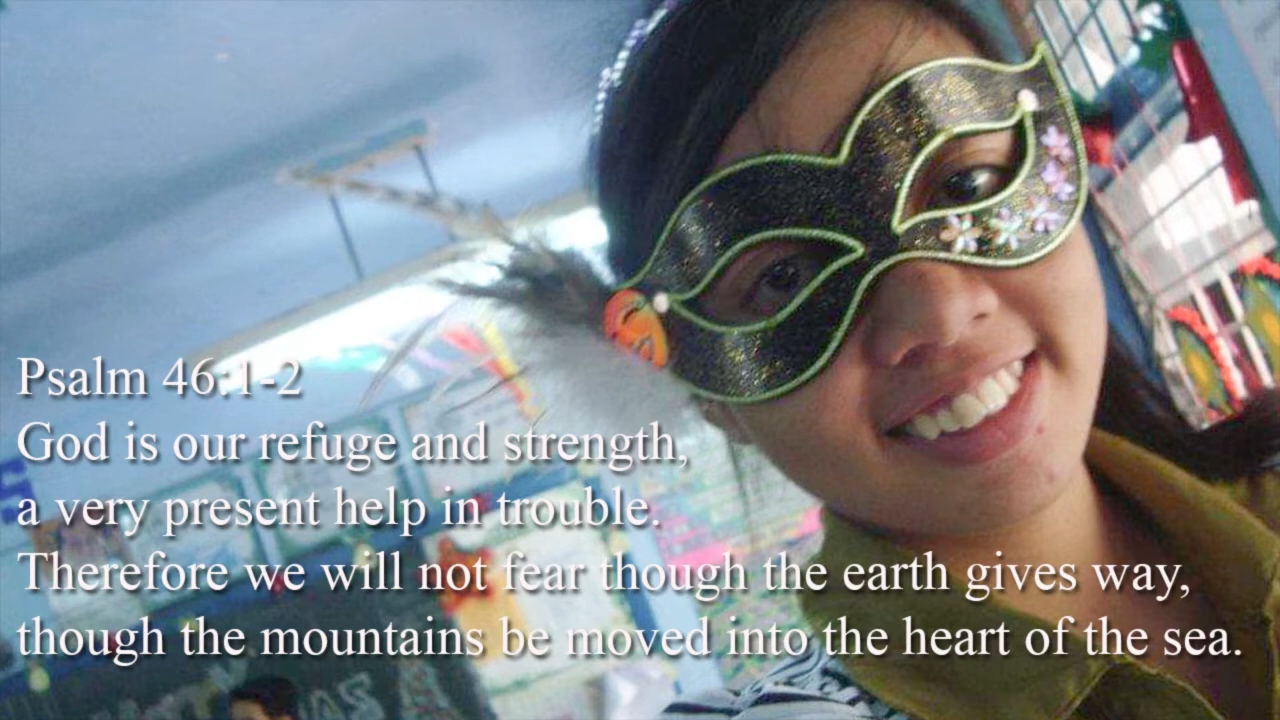 Psalm 46:1-2
God is our refuge and strength,
a very present help in trouble.
Therefore we will not fear though the earth gives way,
though the mountains be moved into the heart of the sea.